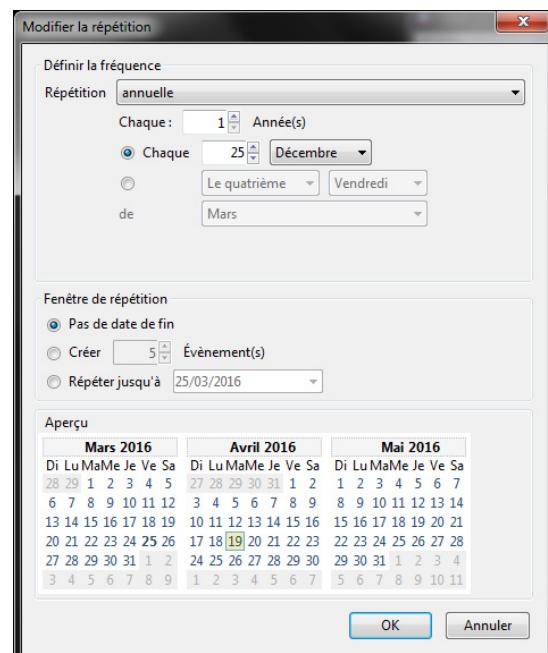 Modifier la répétition
Définir la fréquence
Répétition annuelle
Chaque : 1 Année(s)
Chaque 25 Décembre
Le quatrième Vendredi
de Mars
Fenêtre de répétition
Pas de date de fin
Créer 5 Évènement(s)
Répéter jusqu'à 25/03/2016
Aperçu
Mars 2016 Avril 2016 Mai 2016
Di Lu Ma Me Je Ve Sa Di Lu Ma Me Je Ve Sa Di Lu Ma Me Je Ve Sa
28 29 1 2 3 4 5 27 28 29 30 31 1 2 1 2 3 4 5 6 7
6 7 8 9 10 11 12 3 4 5 6 7 8 9 8 9 10 11 12 13 14
13 14 15 16 17 18 19 10 11 12 13 14 15 16 15 16 17 18 19 20 21
20 21 22 23 24 25 26 17 18 19 20 21 22 23 22 23 24 25 26 27 28
27 28 29 30 31 1 2 24 25 26 27 28 29 30 29 30 31 1 2 3 4
3 4 5 6 7 8 9 1 2 3 4 5 6 7 5 6 7 8 9 10 11
OK Annuler